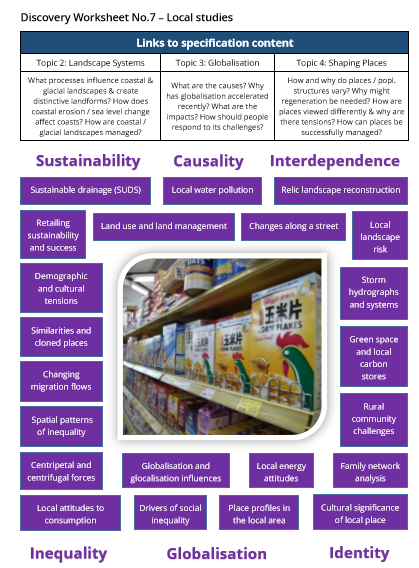 Discovery Worksheet No.7 – Local studies
Links to specification content
Topic 2: Landscape Systems
Topic 3: Globalisation
Topic 4: Shaping Places
What processes influence coastal &
glacial landscapes & create
distinctive landforms? How does
coastal erosion / sea level change
affect coasts? How are coastal /
glacial landscapes managed?
What are the causes? Why
has globalisation accelerated
recently? What are the
impacts? How should people
respond to its challenges?
How and why do places / popl.
structures vary? Why might
regeneration be needed? How are
places viewed differently & why are
there tensions? How can places be
successfully managed?
Sustainability
Causality
Interdependence
Sustainable drainage (SUDS)
Local water pollution
Relic landscape reconstruction
Retailing
sustainability
and success
Land use and land management
Changes along a street
Local
landscape
risk
Demographic
and cultural
tensions
Storm
hydrographs
and systems
Similarities and
cloned places
Green space
and local
carbon
stores
Changing
migration flows
Spatial patterns
of inequality
Rural
community
challenges
玉米片
CORN FLAKES
玉米片
CORN FLAKES
Centripetal and
centrifugal forces
Globalisation and
glocalisation influences
Local energy
attitudes
Family network
analysis
Local attitudes to
consumption
Drivers of social
inequality
Place profiles in
the local area
Cultural significance
of local place
Inequality
Globalisation
Identity